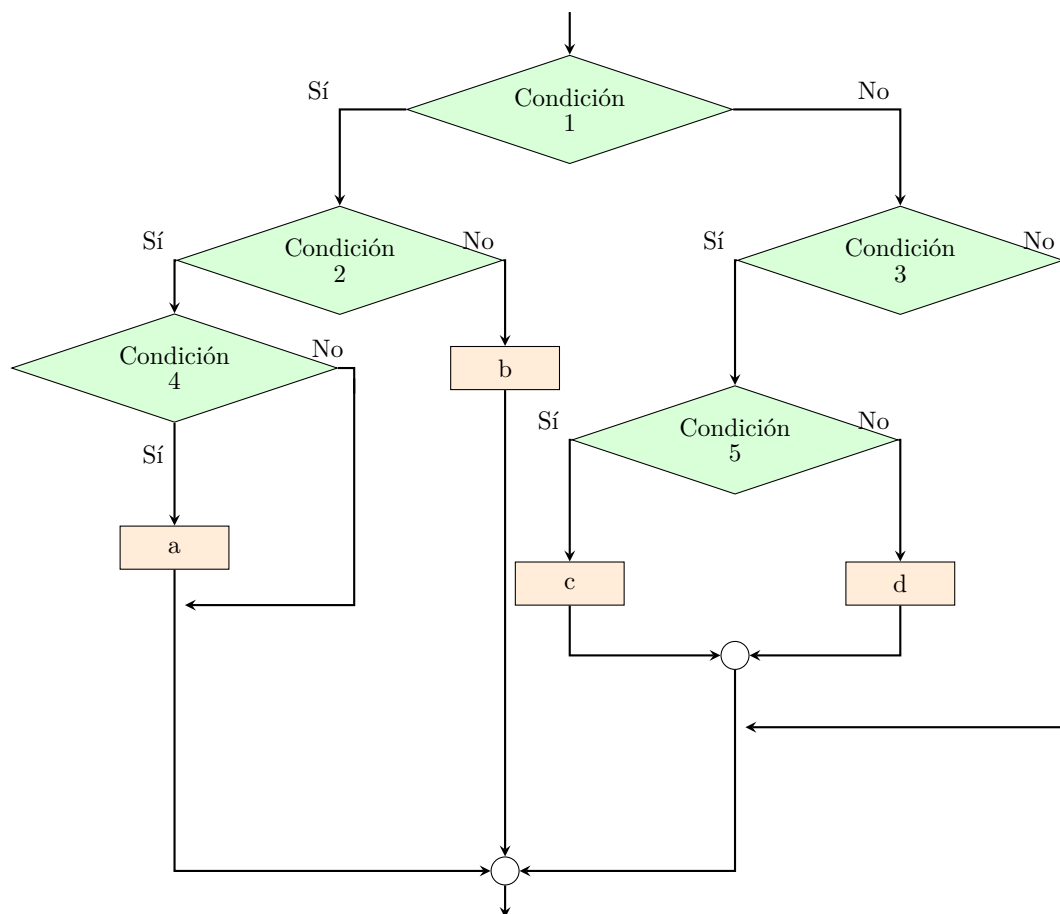 Condición
1
Sí
No
Condición
2
Sí
No
Condición
3
Sí
No
Condición
4
No
Sí
b
Condición
5
Sí
No
a
c
d